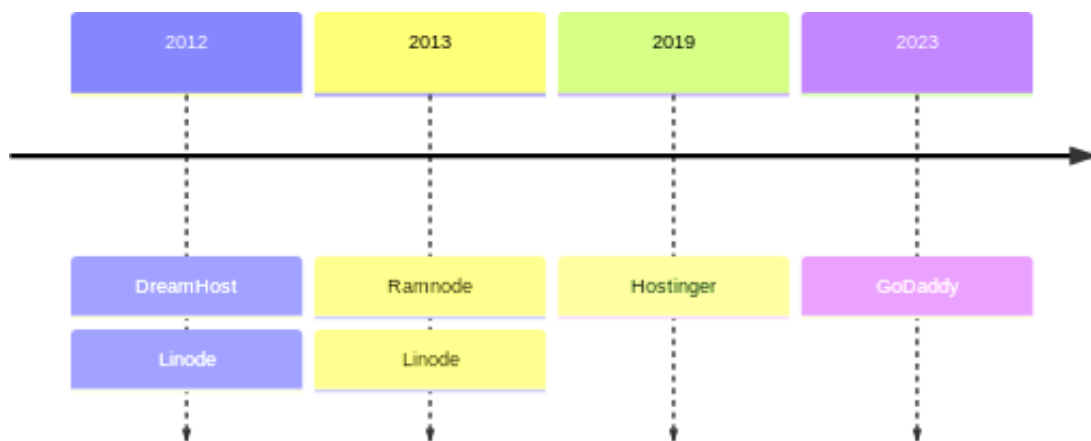 2012
2013
2019
2023
DreamHost
Ramnode
Hostinger
GoDaddy
Linode
Linode